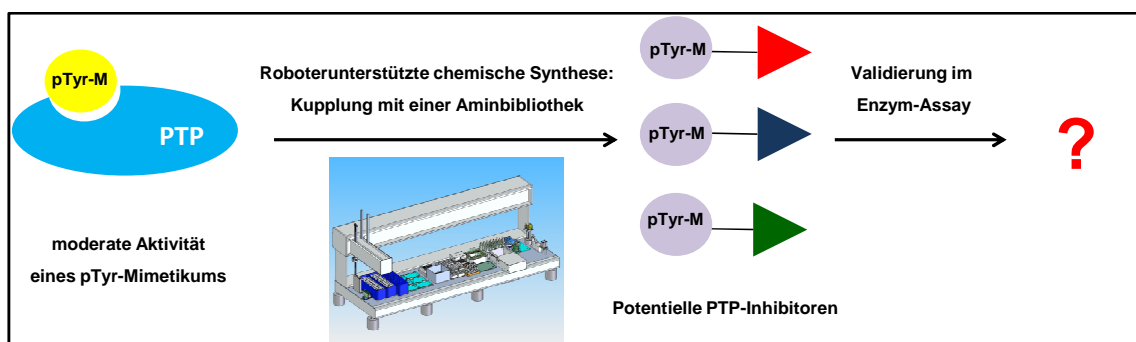 pTyr-M
PTP
moderate Aktivität
eines pTyr-Mimetikums
Roboterunterstützte chemische Synthese:
Kupplung mit einer Aminbibliothek
pTyr-M
pTyr-M
pTyr-M
Potentielle PTP-Inhibitoren
Validierung im
Enzym-Assay
?